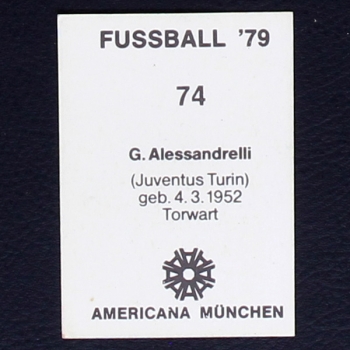 FUSSBALL '79
74
G. Alessandrelli
(Juventus Turin)
geb. 4. 3. 1952
Torwart
AMERICANA MÜNCHEN